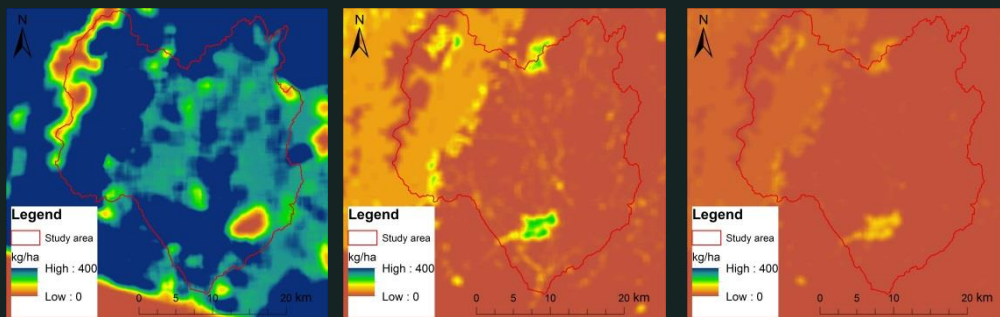 N
Legend
Study area
kg/ha
High : 400
Low : 0
0 5 10 20 km
N
Legend
Study area
kg/ha
High : 400
Low : 0
0 5 10 20 km
N
Legend
Study area
kg/ha
High : 400
Low : 0
0 5 10 20 km